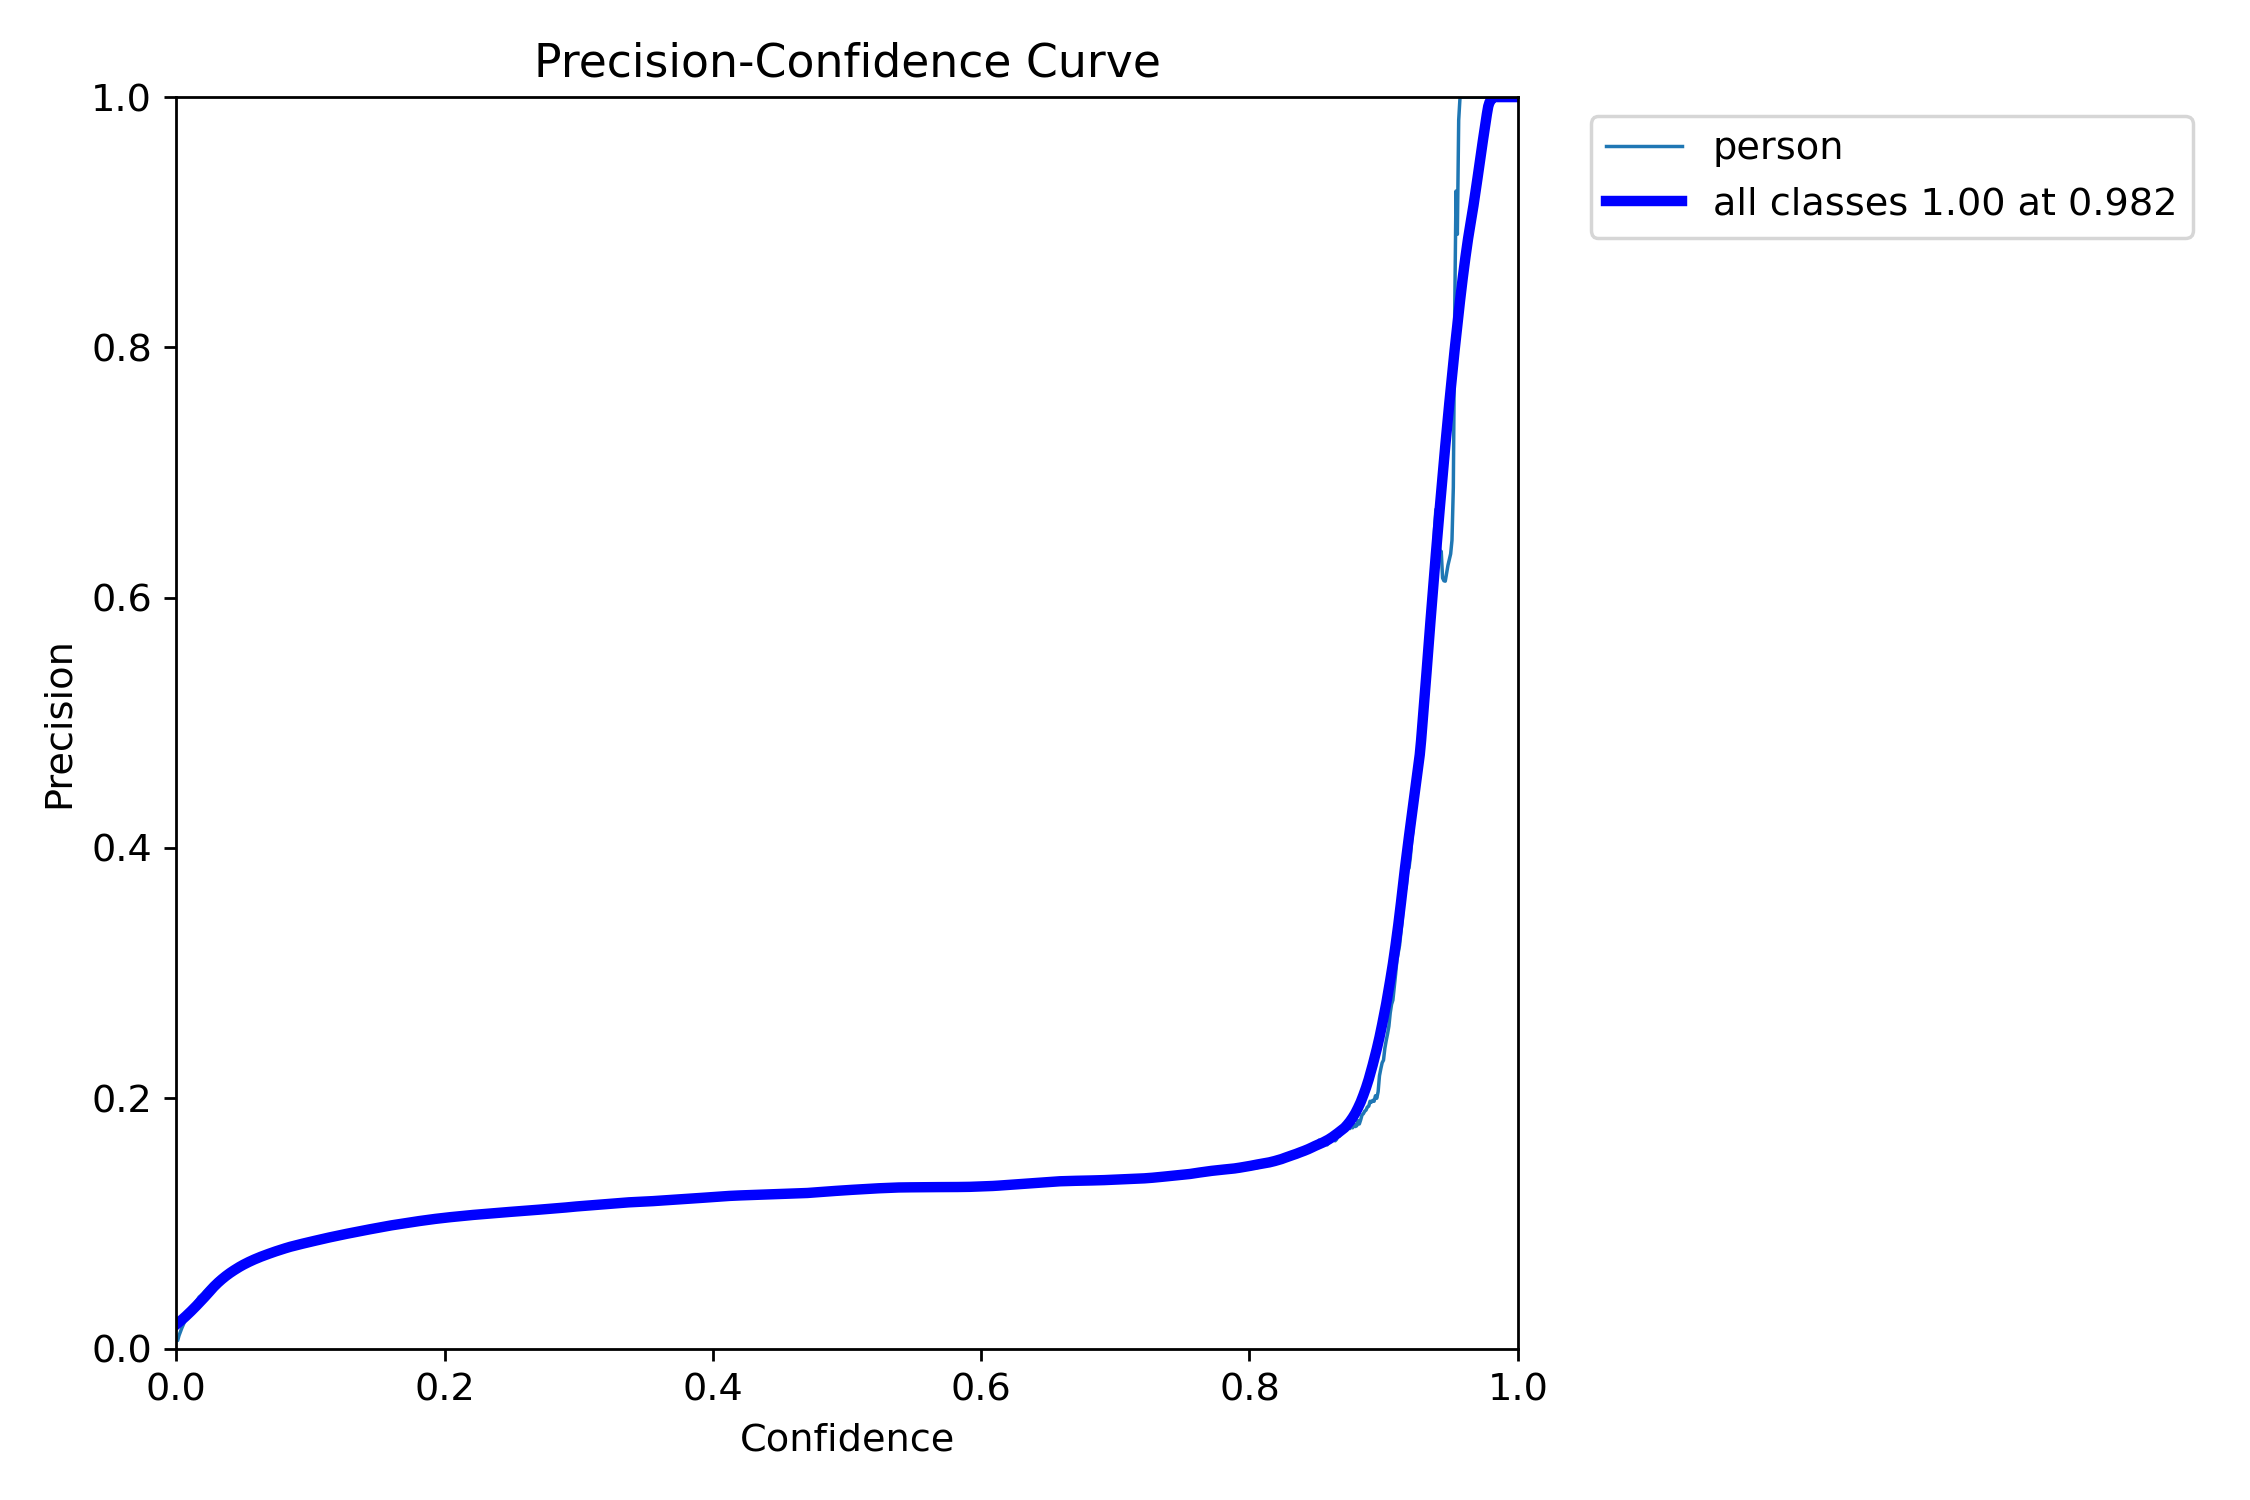 Precision-Confidence Curve
1.0
0.8
0.6
0.4
0.2
0.0
Precision
0.0 0.2 0.4 0.6 0.8 1.0
Confidence
person
all classes 1.00 at 0.982